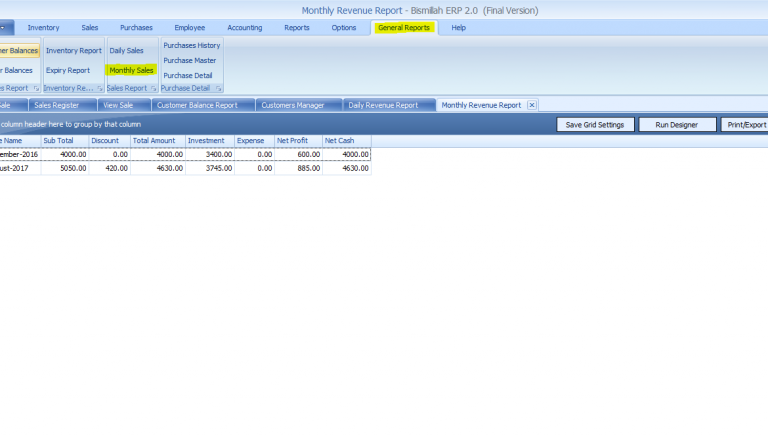 Monthly Revenue Report - Bismillah ERP 2.0 (Final Version)
Inventory Sales Purchases Employee Accounting Reports Options General Reports Help
er Balances Inventory Report Daily Sales Purchases History
Purchase Master
r Balances Expiry Report Monthly Sales Purchase Detail
s Report Inventory Re... Sales Report Purchase Detail
ale Sales Register View Sale Customer Balance Report Customers Manager Daily Revenue Report Monthly Revenue Report
column header here to group by that column Save Grid Settings Run Designer Print/Export
e Name Sub Total Discount Total Amount Investment Expense Net Profit Net Cash
ember-2016 4000.00 0.00 4000.00 3400.00 0.00 600.00 4000.00
ust-2017 5050.00 420.00 4630.00 3745.00 0.00 885.00 4630.00